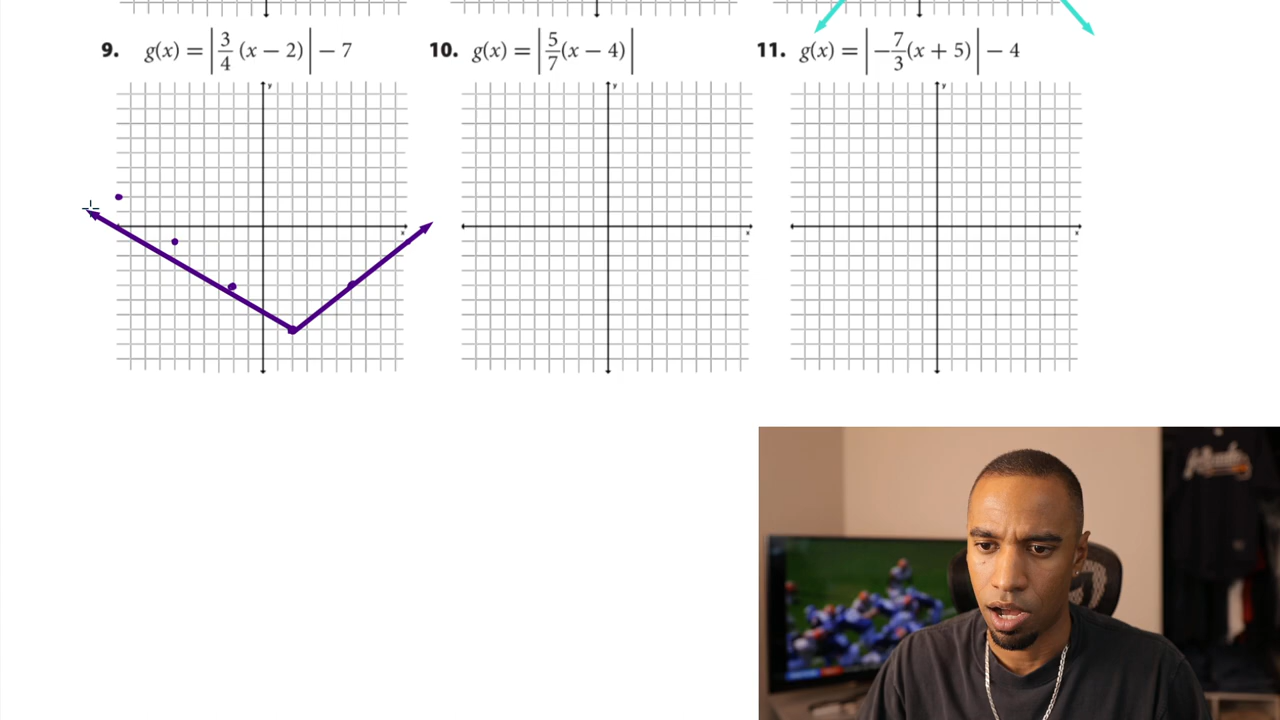 9. g(x) = |3/4 (x − 2)| − 7
10. g(x) = |5/7(x − 4)|
11. g(x) = |−7/3(x + 5)| − 4
y
y
y
x
x
x